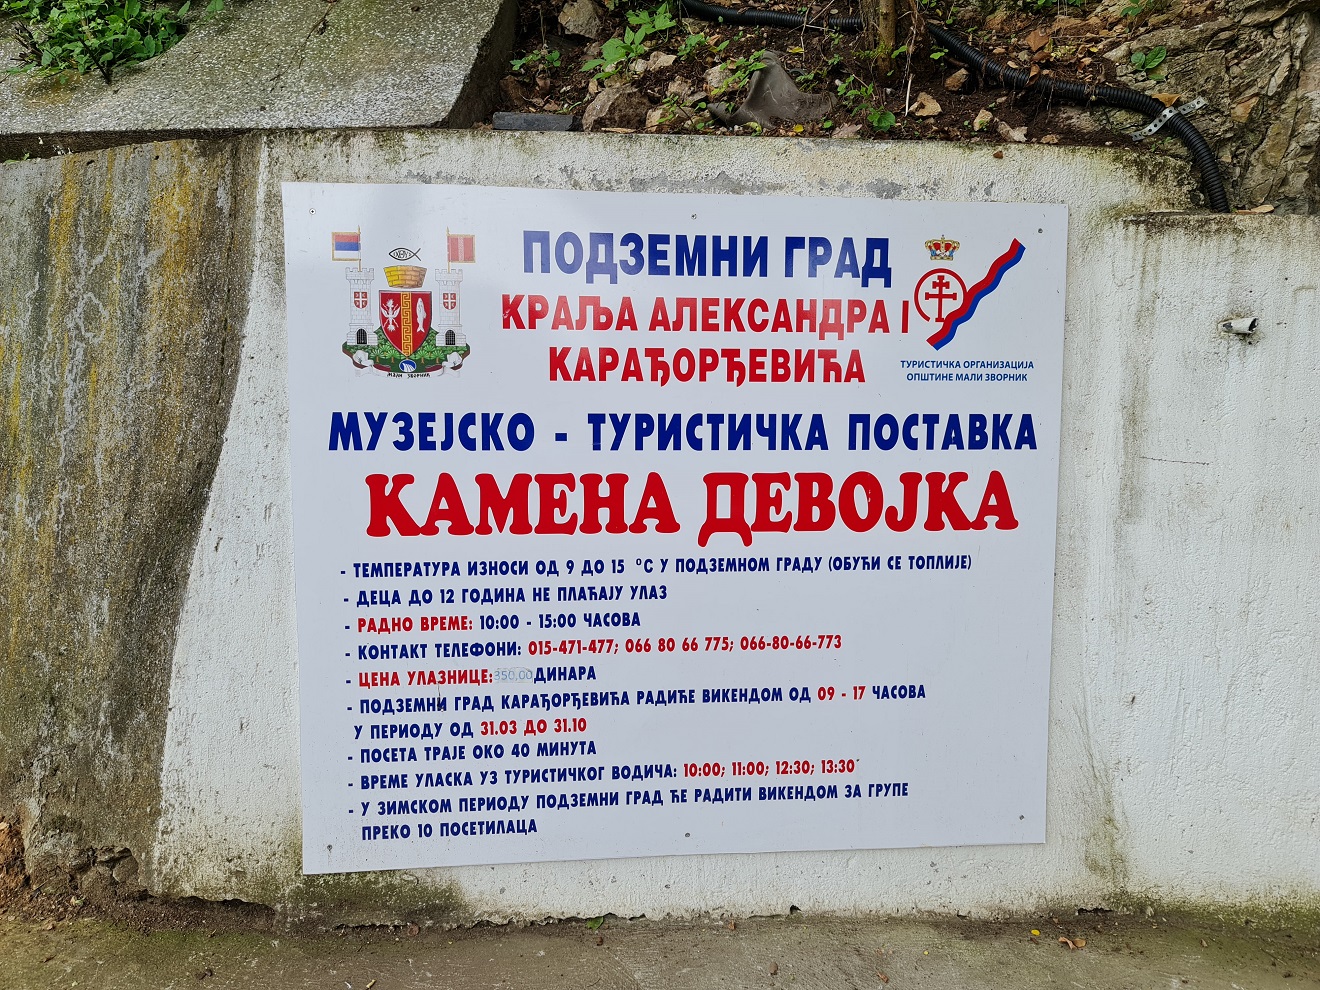 ПОДЗЕМНИ ГРАД
КРАЉА АЛЕКСАНДРА I
КАРАЂОРЂЕВИЋА
МАЛИ ЗВОРНИК
ТУРИСТИЧКА ОРГАНИЗАЦИЈА
ОПШТИНЕ МАЛИ ЗВОРНИК
МУЗЕЈСКО - ТУРИСТИЧКА ПОСТАВКА
КАМЕНА ДЕВОЈКА
- ТЕМПЕРАТУРА ИЗНОСИ ОД 9 ДО 15 °C У ПОДЗЕМНОМ ГРАДУ (ОБУЋИ СЕ ТОПЛИЈЕ)
- ДЕЦА ДО 12 ГОДИНА НЕ ПЛАЋАЈУ УЛАЗ
- РАДНО ВРЕМЕ: 10:00 - 15:00 ЧАСОВА
- КОНТАКТ ТЕЛЕФОНИ: 015-471-477; 066 80 66 775; 066-80-66-773
- ЦЕНА УЛАЗНИЦЕ: 350,00 ДИНАРА
- ПОДЗЕМНИ ГРАД КАРАЂОРЂЕВИЋА РАДИЋЕ ВИКЕНДОМ ОД 09 - 17 ЧАСОВА
У ПЕРИОДУ ОД 31.03 ДО 31.10
- ПОСЕТА ТРАЈЕ ОКО 40 МИНУТА
- ВРЕМЕ УЛАСКА УЗ ТУРИСТИЧКОГ ВОДИЧА: 10:00; 11:00; 12:30; 13:30
- У ЗИМСКОМ ПЕРИОДУ ПОДЗЕМНИ ГРАД ЋЕ РАДИТИ ВИКЕНДОМ ЗА ГРУПЕ
ПРЕКО 10 ПОСЕТИЛАЦА